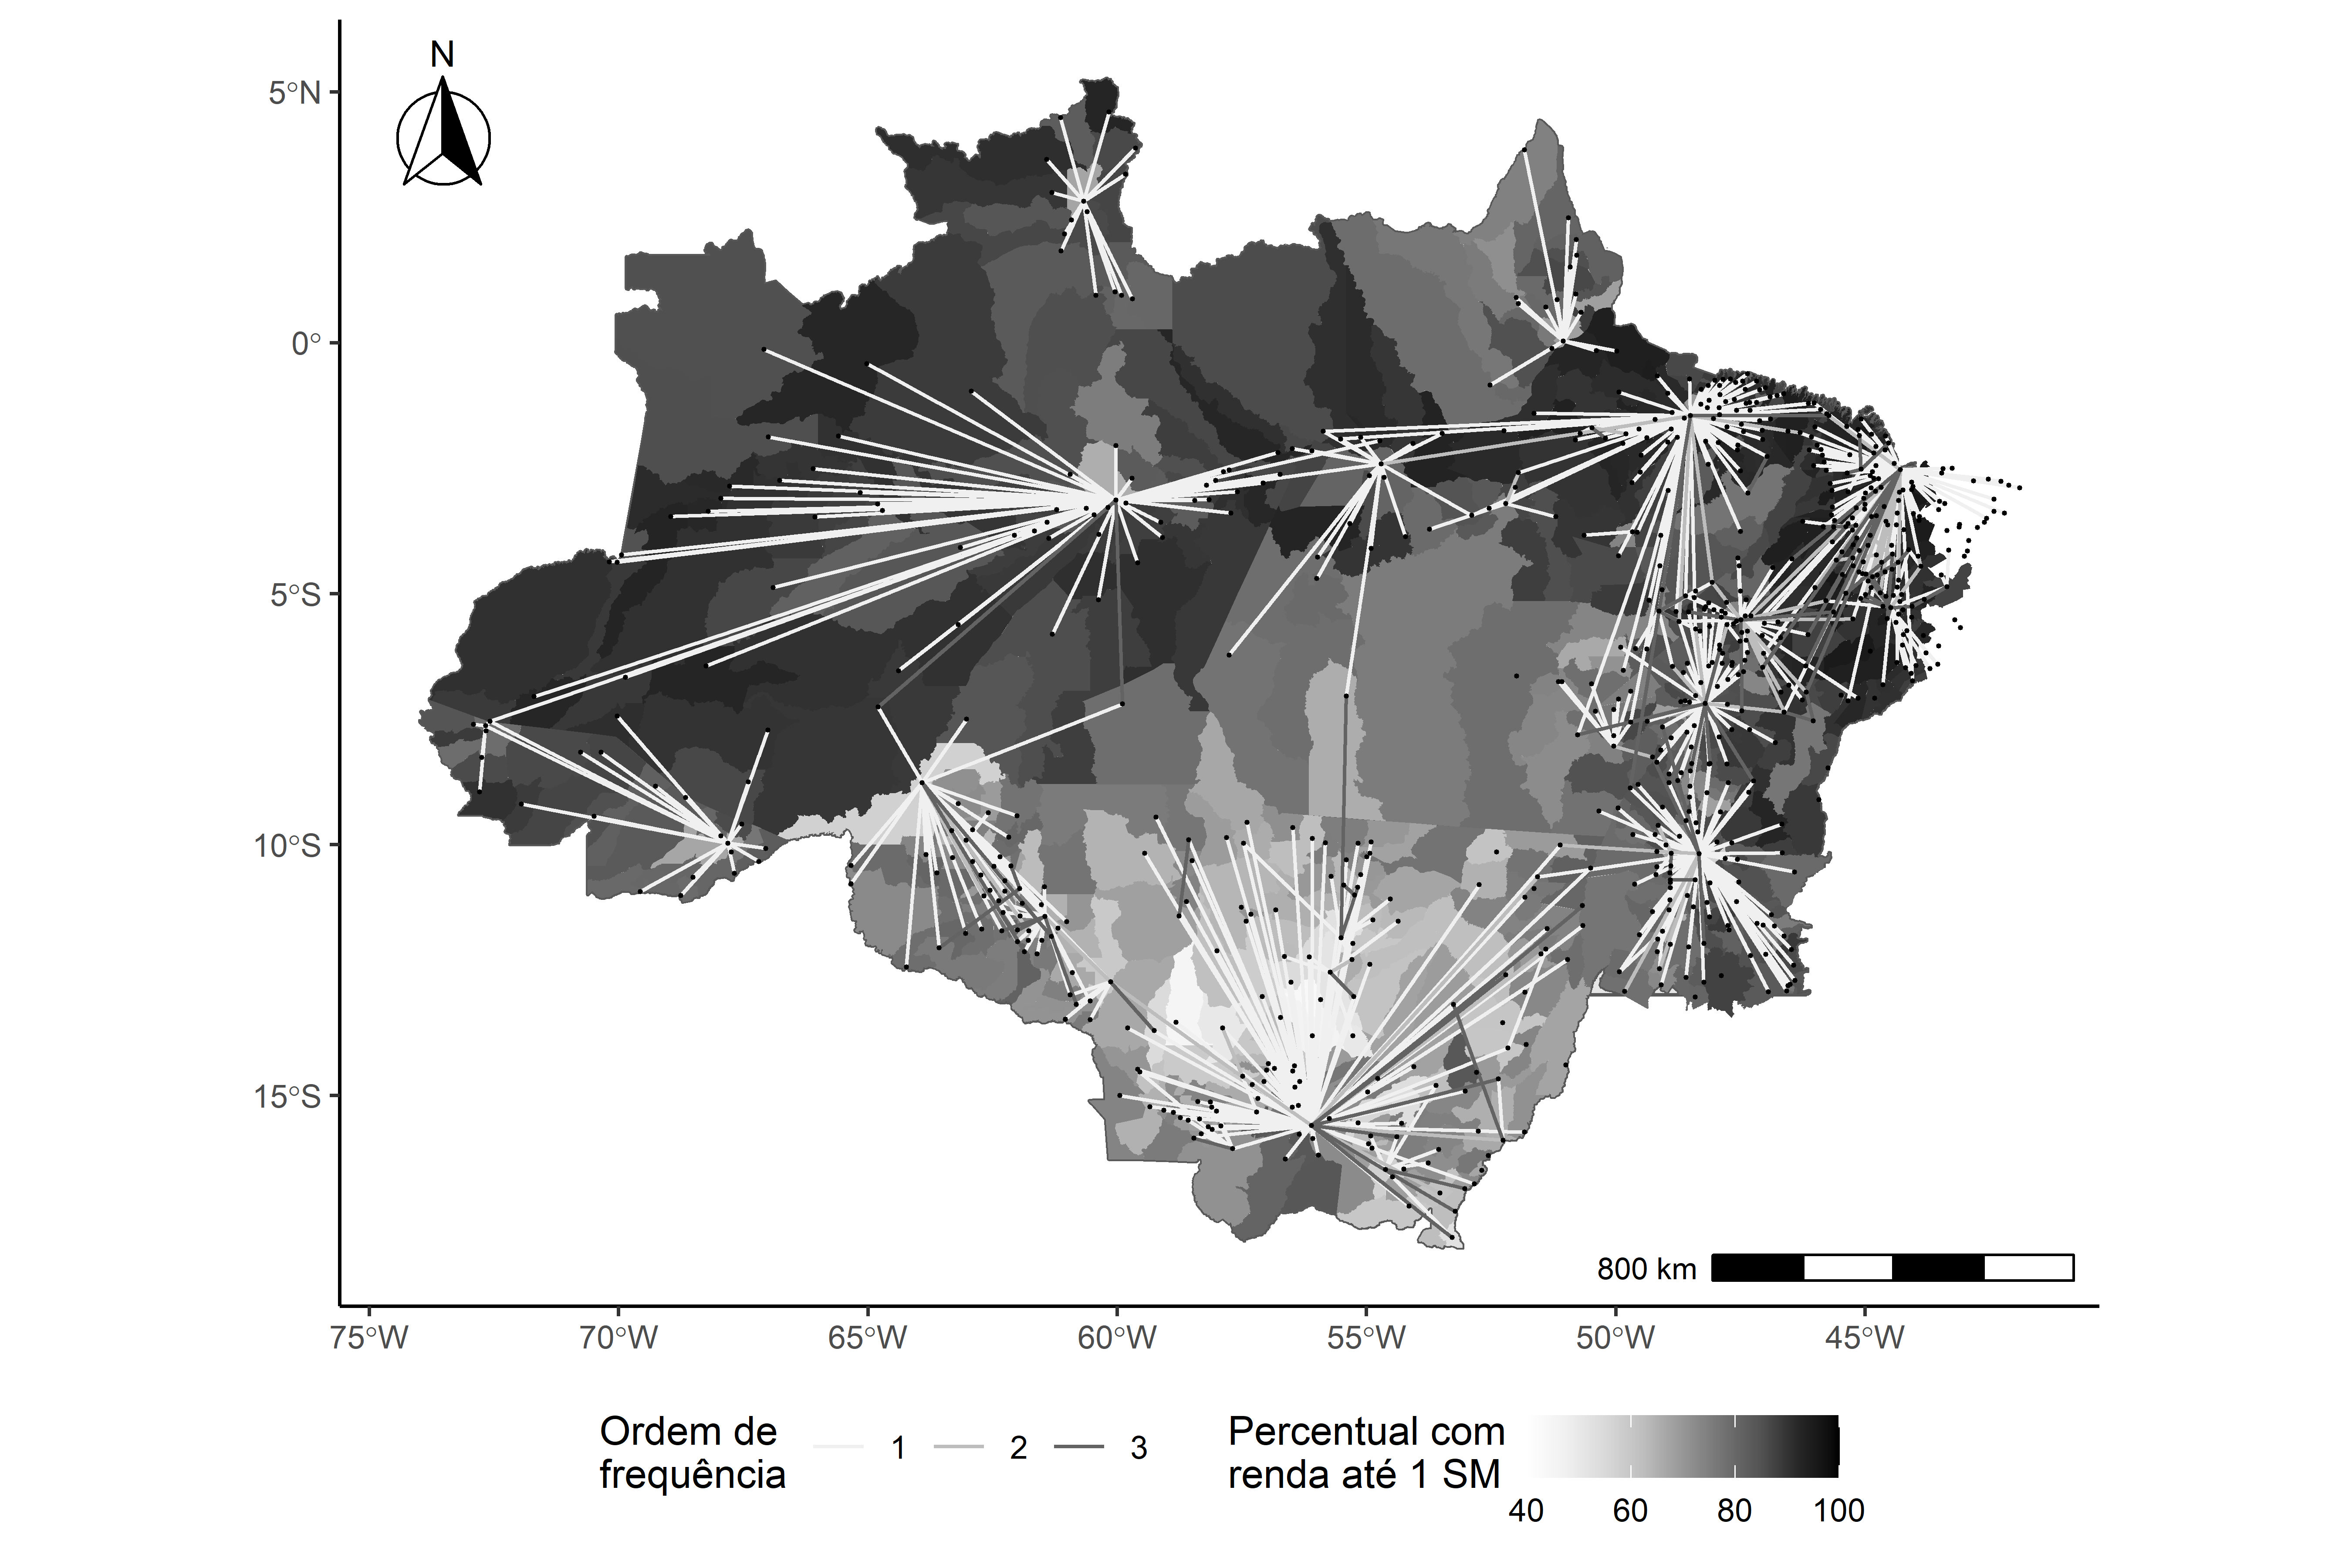 N
5°N
0°
5°S
10°S
15°S
800 km
75°W 70°W 65°W 60°W 55°W 50°W 45°W
Ordem de
frequência
1 2 3
Percentual com
renda até 1 SM
40 60 80 100